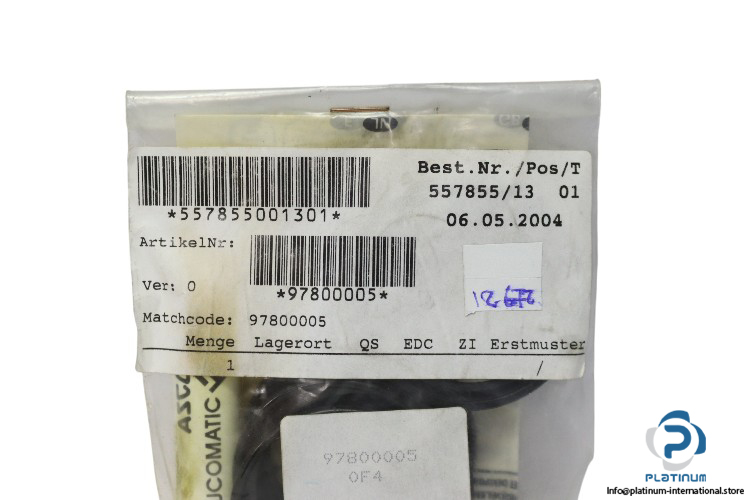 Best.Nr./Pos/T
557855/13 01
*557855001301*
06.05.2004
ArtikelNr:
*97800005*
Ver: 0
Matchcode: 97800005
Menge Lagerort QS EDC ZI Erstmuster
1 /
ASCO
JUCOMATIC
97800005
0F4
PLATINUM
Info@platinum-international.store